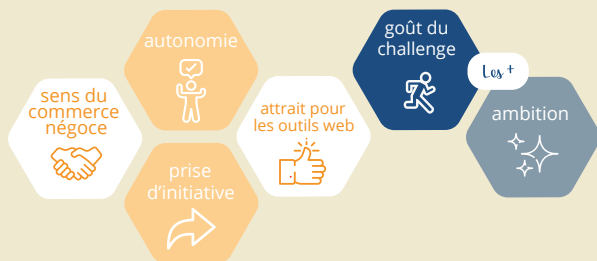 sens du
commerce
négoce
autonomie
prise
d'initiative
attrait pour
les outils web
goût du
challenge
Les +
ambition